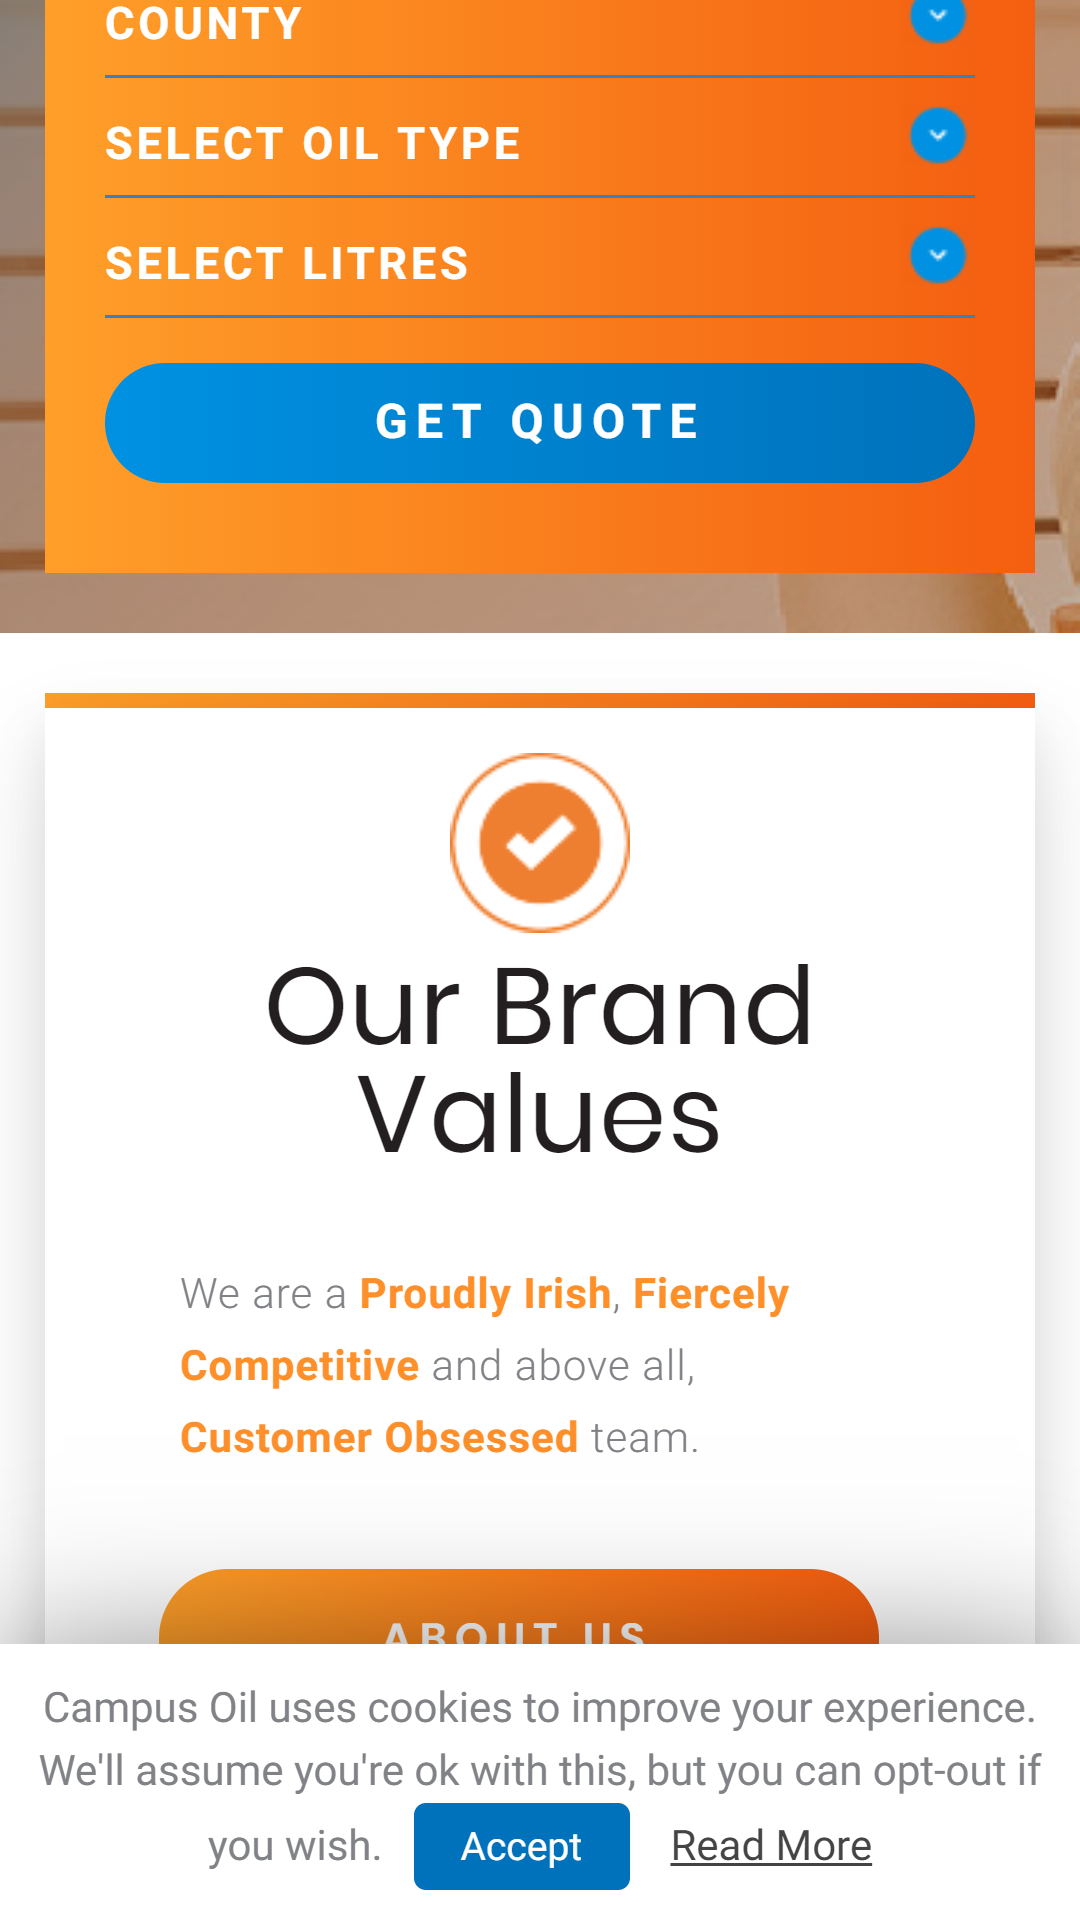 COUNTY
SELECT OIL TYPE
SELECT LITRES
GET QUOTE
Our Brand
Values
We are a Proudly Irish, Fiercely
Competitive and above all,
Customer Obsessed team.
ABOUT US
Campus Oil uses cookies to improve your experience.
We'll assume you're ok with this, but you can opt-out if
you wish. Accept Read More